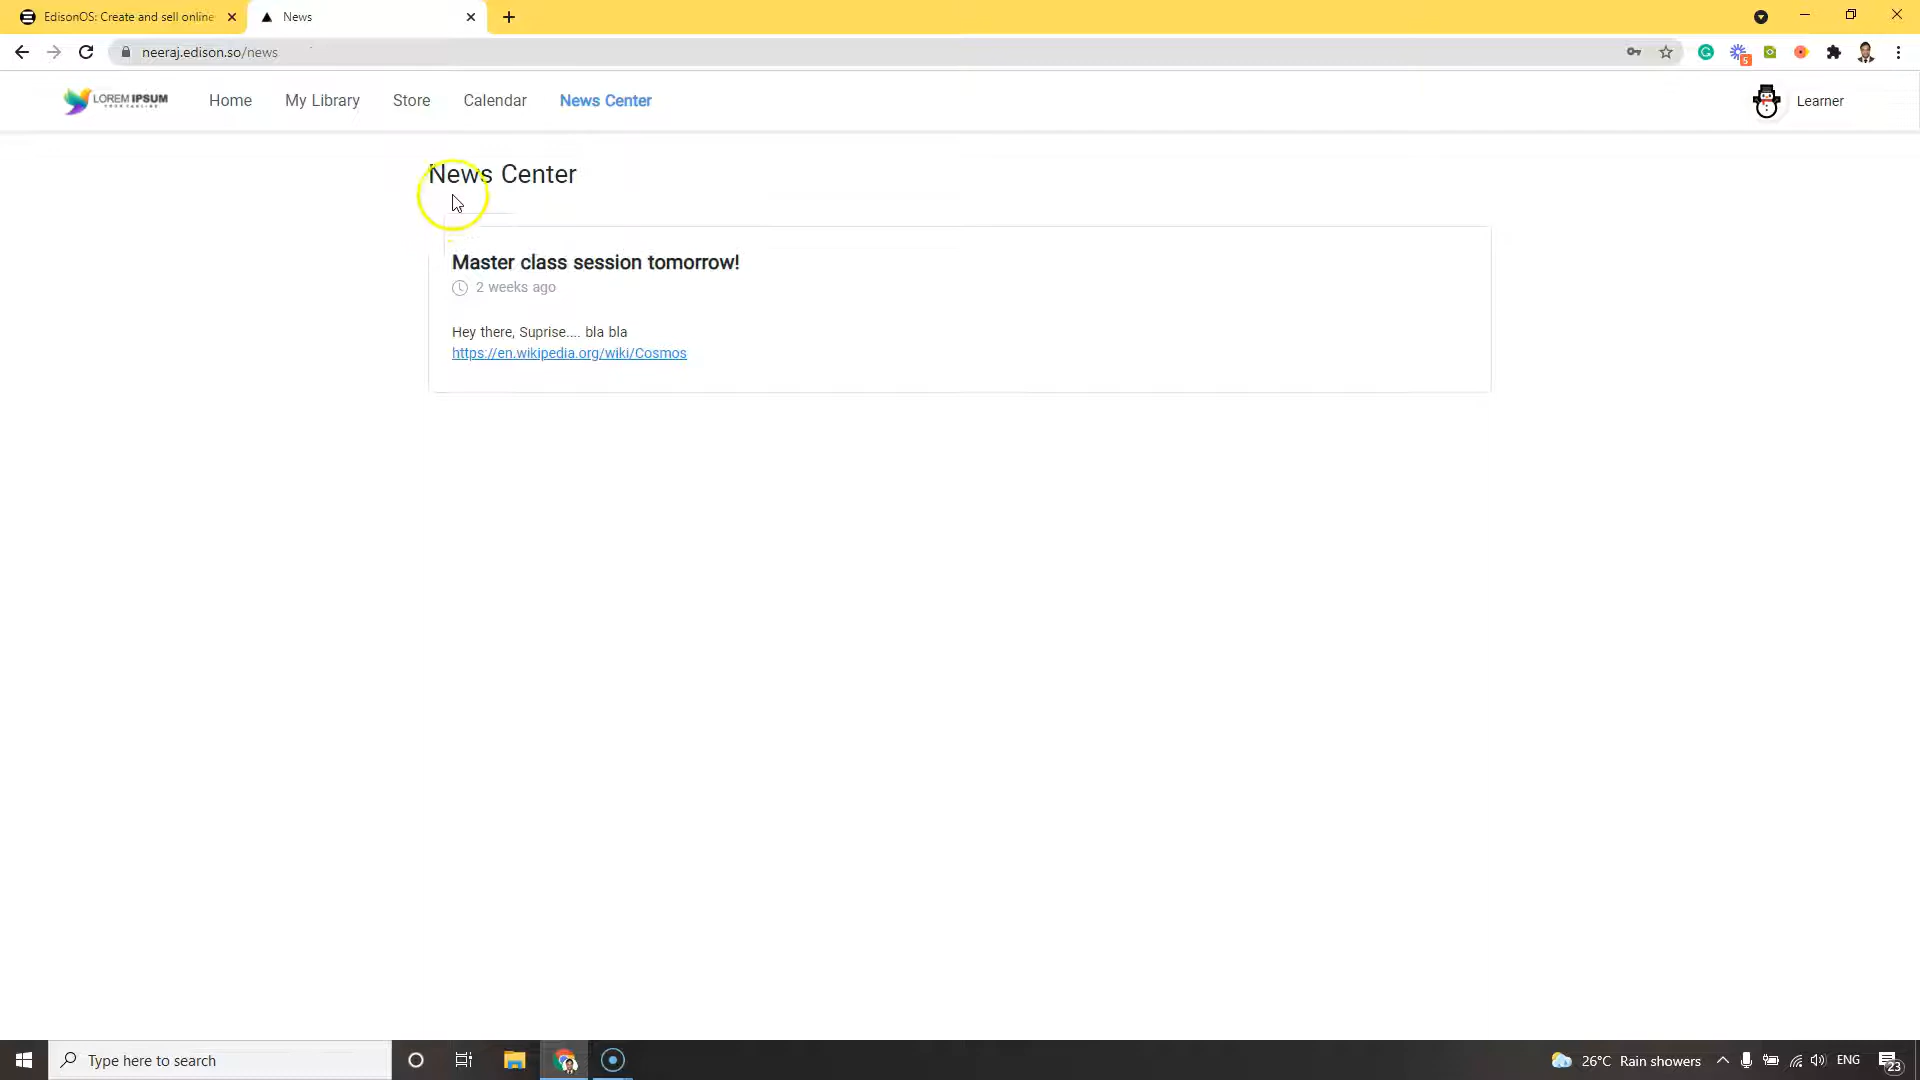 EdisonOS: Create and sell online
News
neeraj.edison.so/news
5
LOREM IPSUM
Home
My Library
Store
Calendar
News Center
Learner
News Center
Master class session tomorrow!
2 weeks ago
Hey there, Suprise.... bla bla
https://en.wikipedia.org/wiki/Cosmos
Type here to search
26°C Rain showers
ENG
23